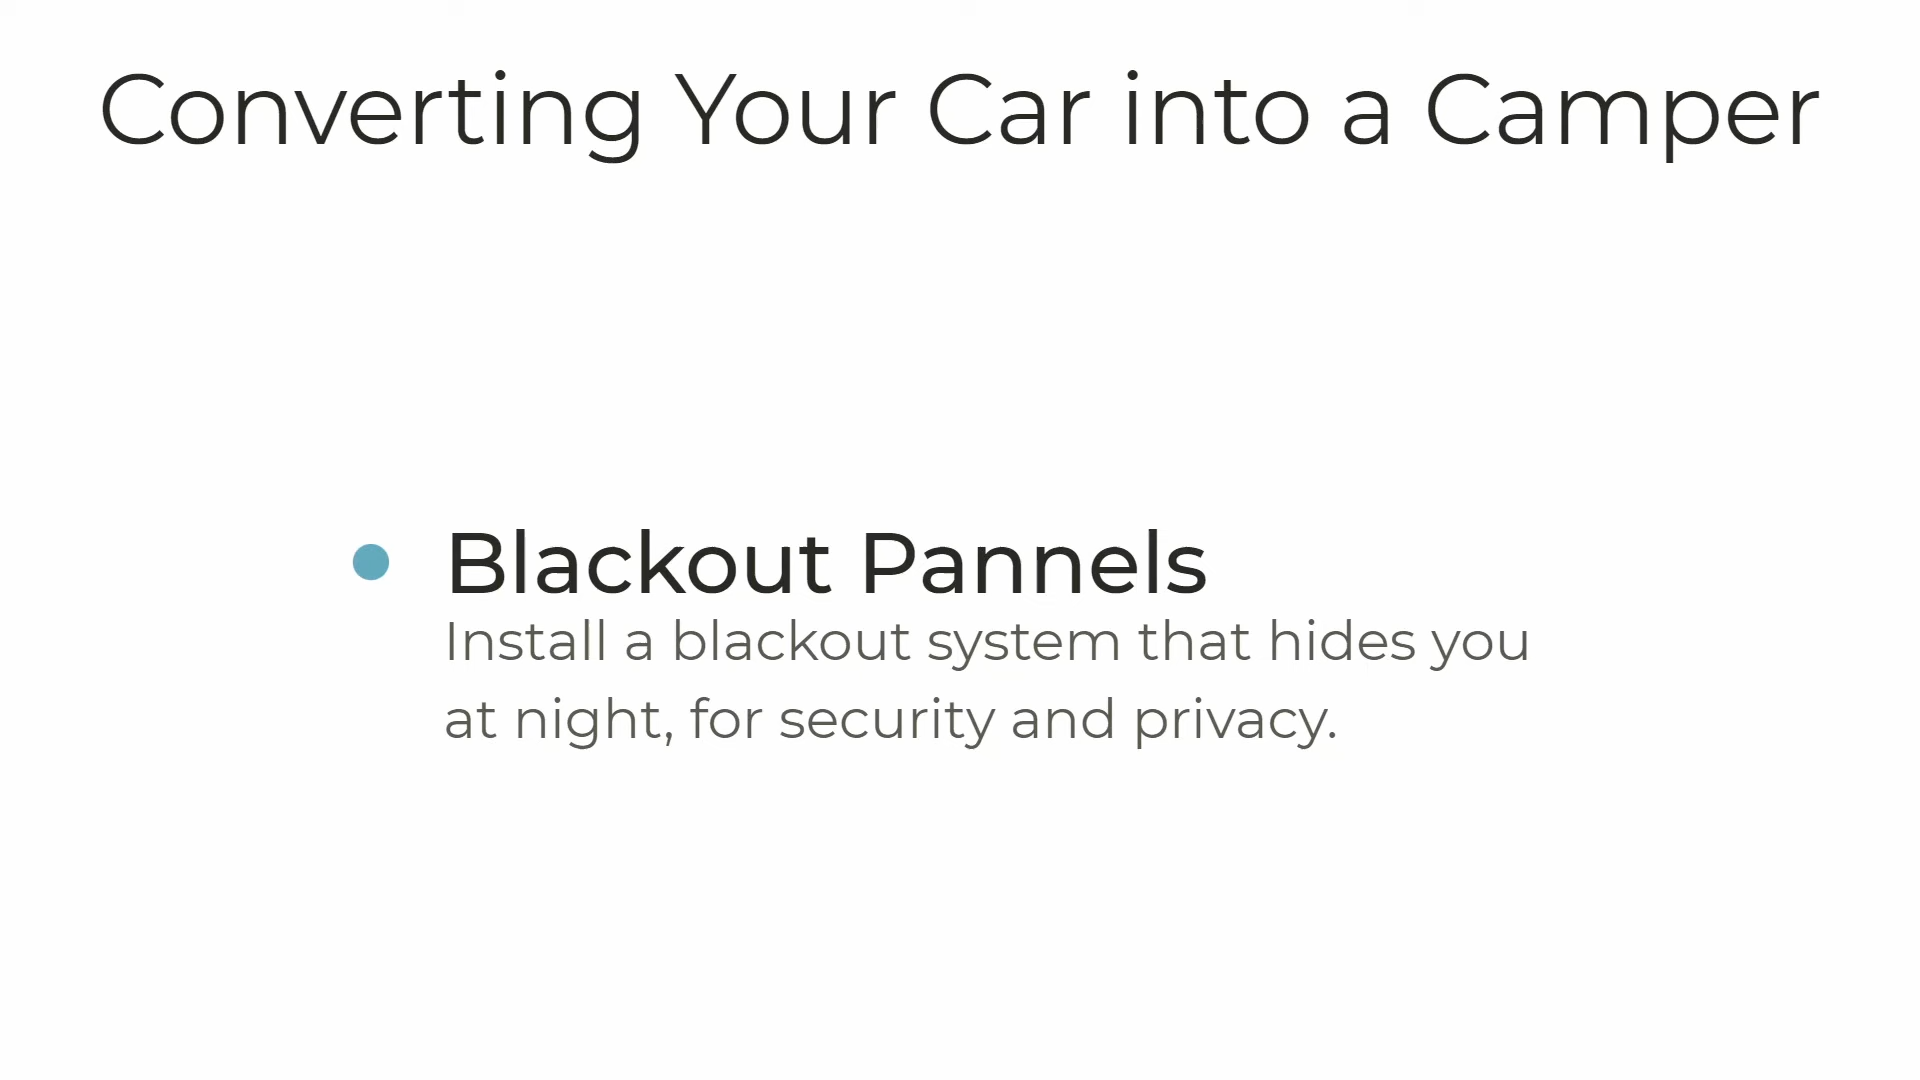 Converting Your Car into a Camper
Blackout Pannels
Install a blackout system that hides you
at night, for security and privacy.